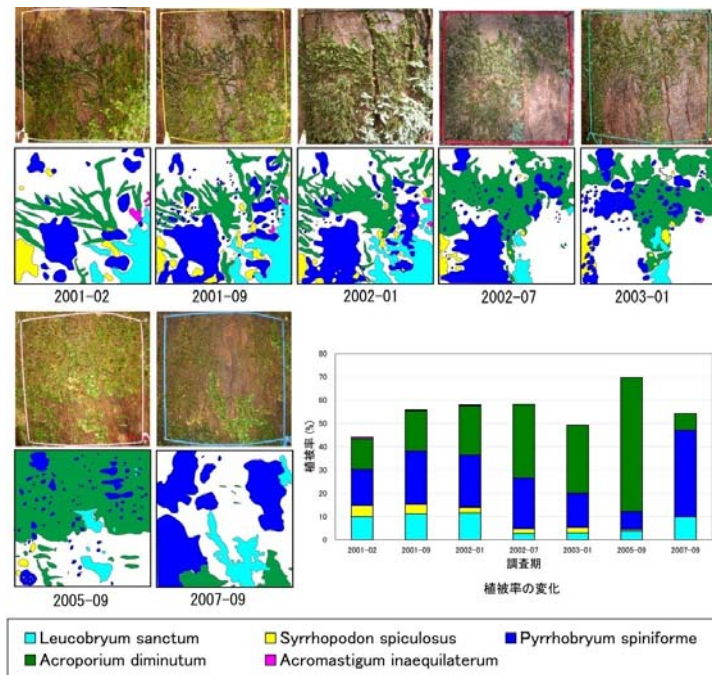 2001-02
2001-09
2002-01
2002-07
2003-01
2005-09
2007-09
植被率(%)
80
70
60
50
40
30
20
10
0
2001-02 2001-09 2002-01 2002-07 2003-01 2005-09 2007-09
調査期
植被率の変化
Leucobryum sanctum Syrrhopodon spiculosus Pyrrhobryum spiniforme
Acroporium diminutum Acromastigum inaequilaterum